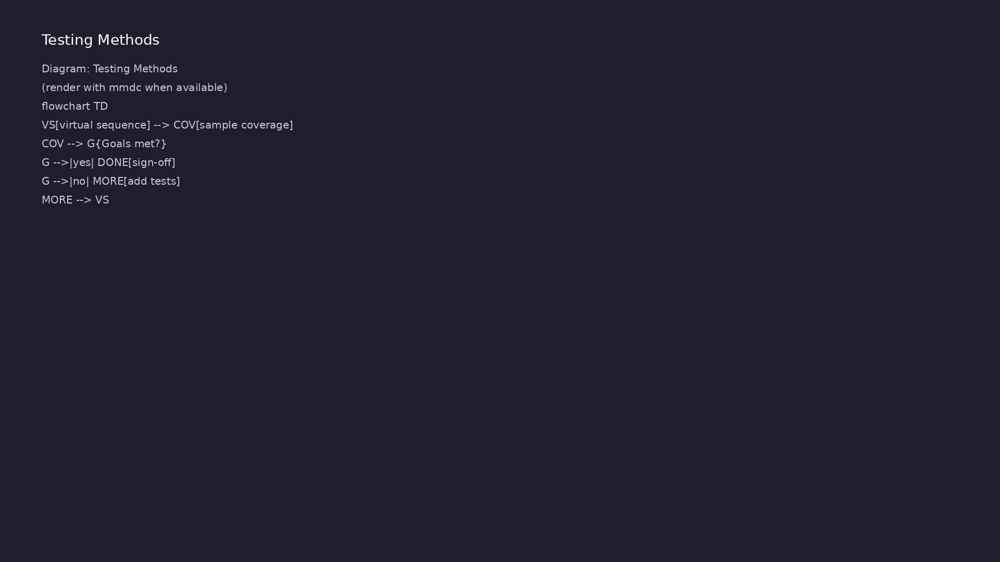 Testing Methods
Diagram: Testing Methods
(render with mmdc when available)
flowchart TD
VS[virtual sequence] --> COV[sample coverage]
COV --> G{Goals met?}
G -->|yes| DONE[sign-off]
G -->|no| MORE[add tests]
MORE --> VS